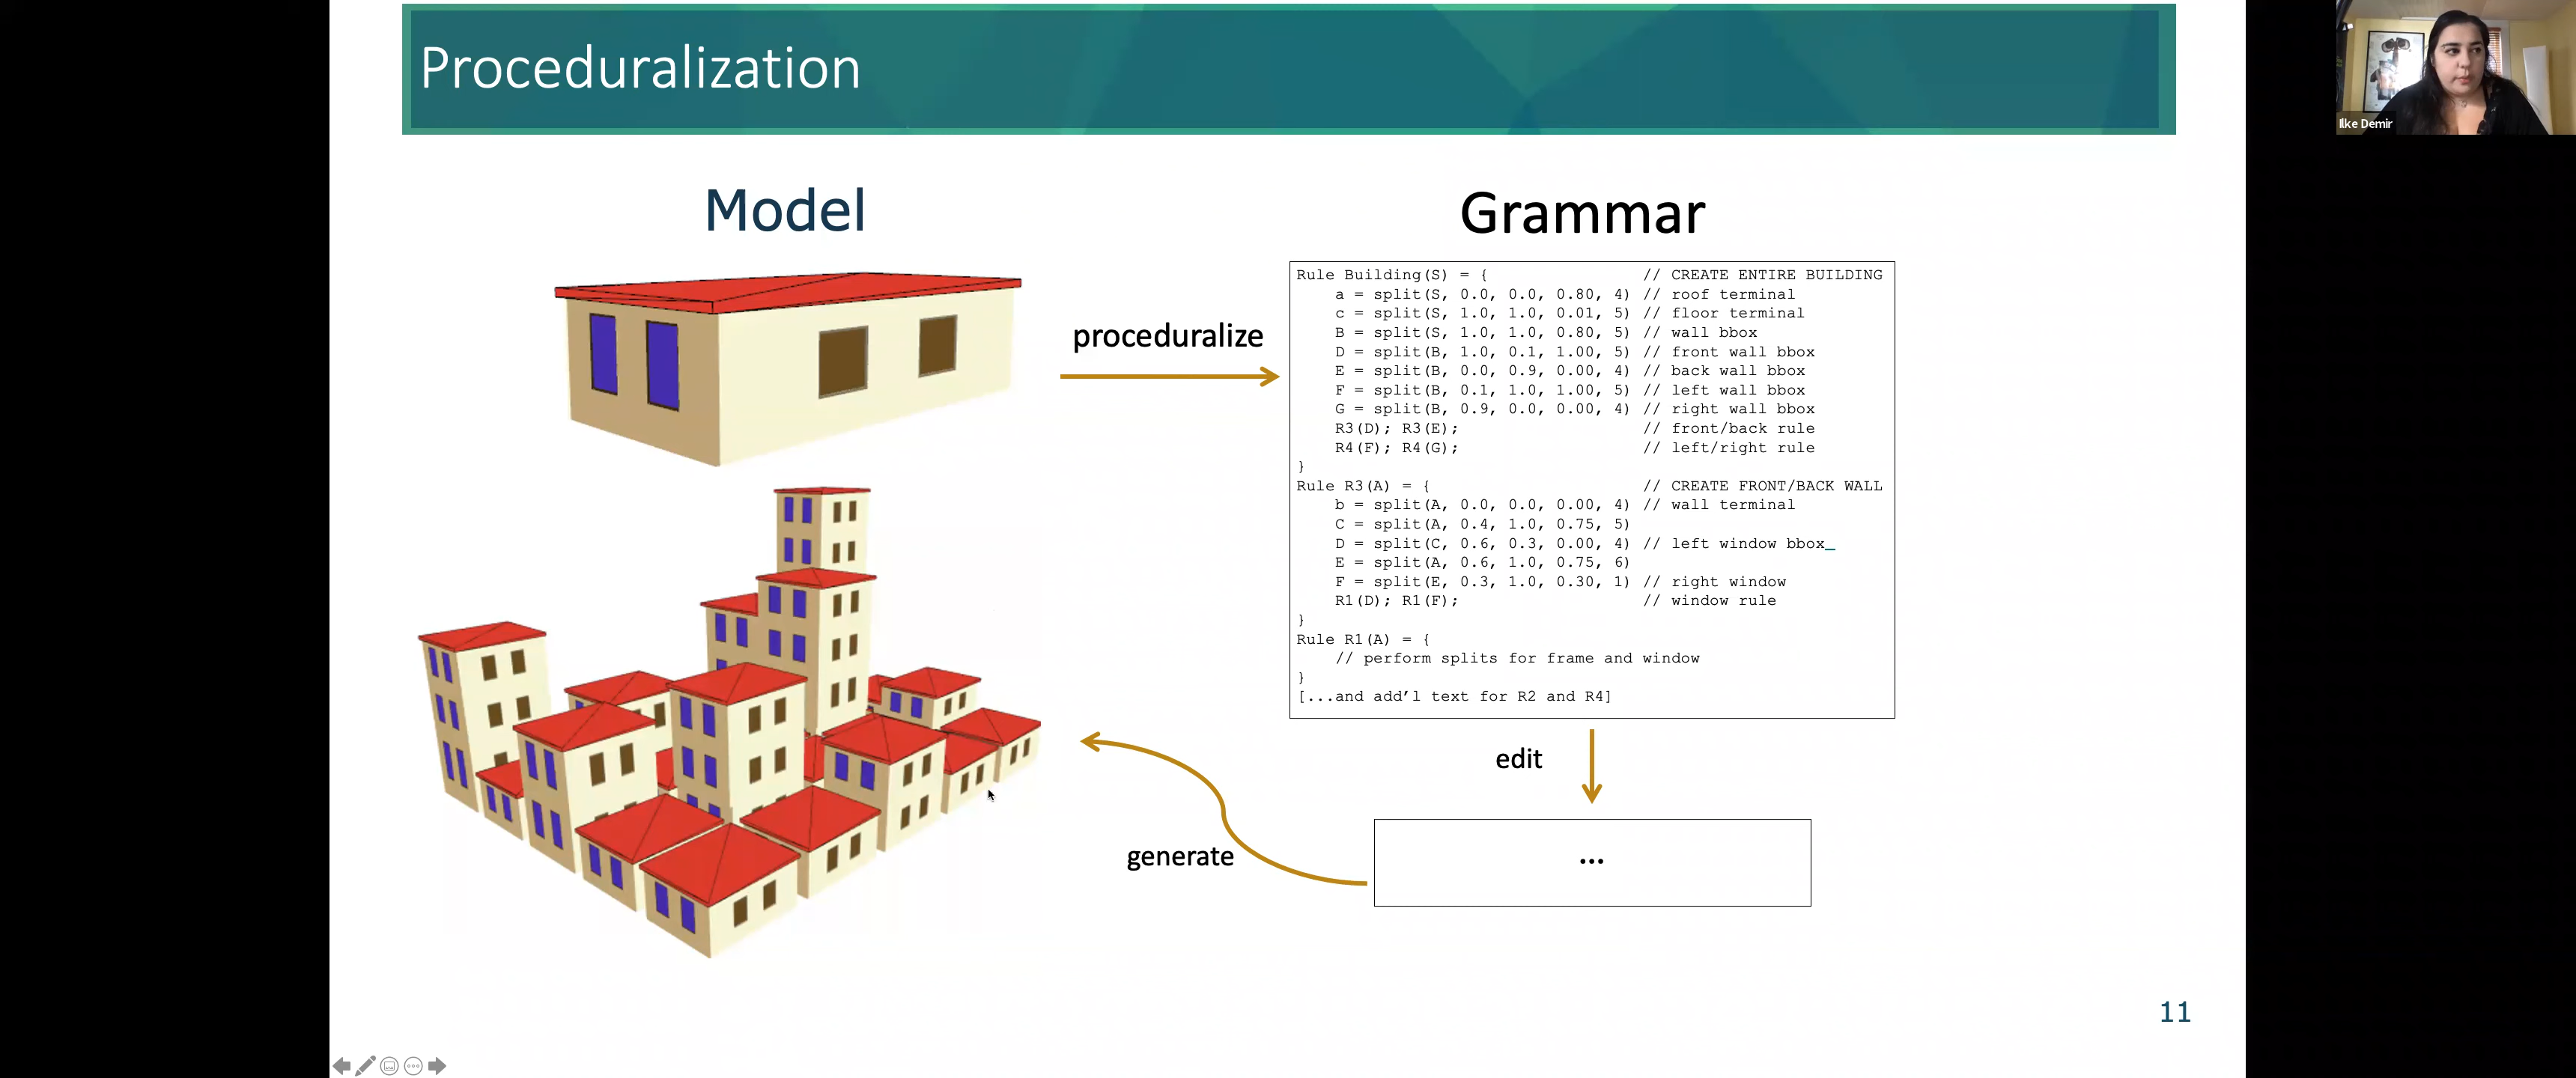 Proceduralization
Ilke Demir
Model
Grammar
proceduralize
Rule Building(S) = { // CREATE ENTIRE BUILDING
a = split(S, 0.0, 0.0, 0.80, 4) // roof terminal
c = split(S, 1.0, 1.0, 0.01, 5) // floor terminal
B = split(S, 1.0, 1.0, 0.80, 5) // wall bbox
D = split(B, 1.0, 0.1, 1.00, 5) // front wall bbox
E = split(B, 0.0, 0.9, 0.00, 4) // back wall bbox
F = split(B, 0.1, 1.0, 1.00, 5) // left wall bbox
G = split(B, 0.9, 0.0, 0.00, 4) // right wall bbox
R3(D); R3(E); // front/back rule
R4(F); R4(G); // left/right rule
}
Rule R3(A) = { // CREATE FRONT/BACK WALL
b = split(A, 0.0, 0.0, 0.00, 4) // wall terminal
C = split(A, 0.4, 1.0, 0.75, 5)
D = split(C, 0.6, 0.3, 0.00, 4) // left window bbox_
E = split(A, 0.6, 1.0, 0.75, 6)
F = split(E, 0.3, 1.0, 0.30, 1) // right window
R1(D); R1(F); // window rule
}
Rule R1(A) = {
// perform splits for frame and window
}
[...and add’l text for R2 and R4]
edit
...
generate
11